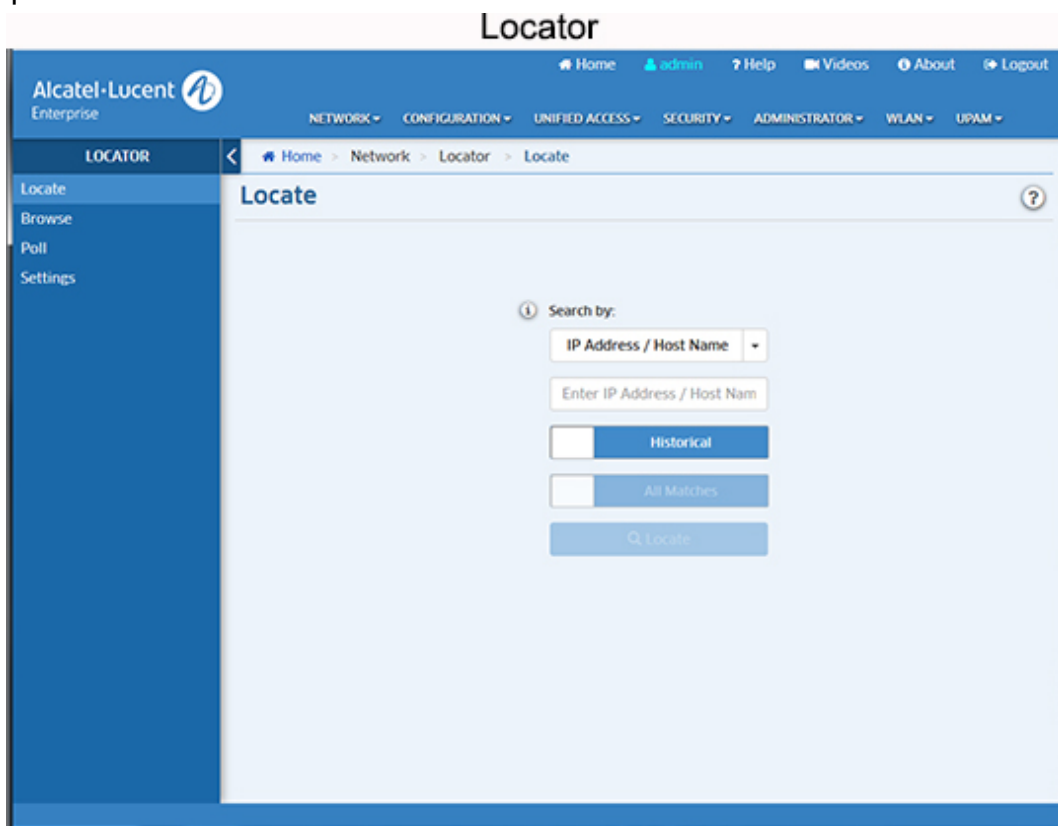 Locator
Home admin ? Help Videos About Logout
Alcatel·Lucent
Enterprise
NETWORK CONFIGURATION UNIFIED ACCESS SECURITY ADMINISTRATOR WLAN UPAM
LOCATOR < Home > Network > Locator > Locate
Locate
Browse
Poll
Settings
Locate ?
i Search by:
IP Address / Host Name
Enter IP Address / Host Nam
Historical
All Matches
Locate